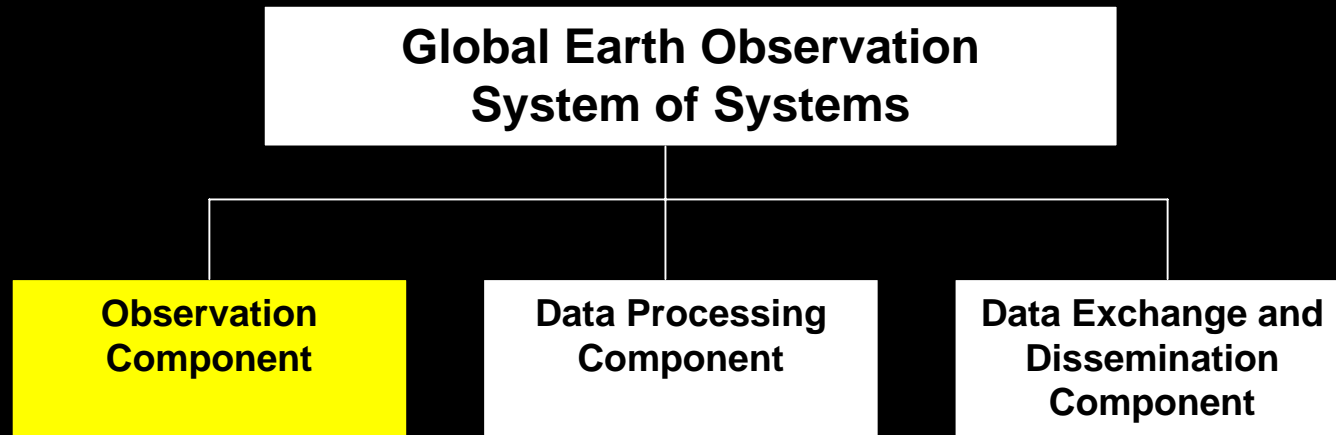 Global Earth Observation
System of Systems
Observation
Component
Data Processing
Component
Data Exchange and
Dissemination
Component